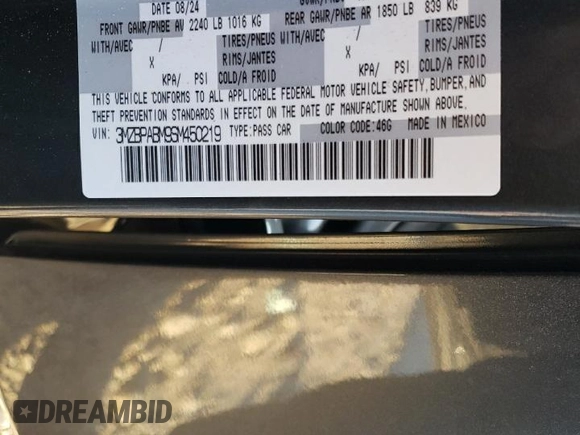 DATE 08/24
FRONT GAWR/PNBE AV 2240 LB 1016 KG REAR GAWR/PNBE AR 1850 LB 839 KG
WITH/AVEC / TIRES/PNEUS WITH/AVEC / TIRES/PNEUS
X RIMS/JANTES X RIMS/JANTES
KPA/ PSI COLD/A FROID KPA/ PSI COLD/A FROID
THIS VEHICLE CONFORMS TO ALL APPLICABLE FEDERAL MOTOR VEHICLE SAFETY, BUMPER, AND
THEFT PREVENTION STANDARDS IN EFFECT ON THE DATE OF MANUFACTURE SHOWN ABOVE.
VIN: 3MZBPABM9SM450219 TYPE:PASS CAR COLOR CODE:46G MADE IN MEXICO
DREAMBID